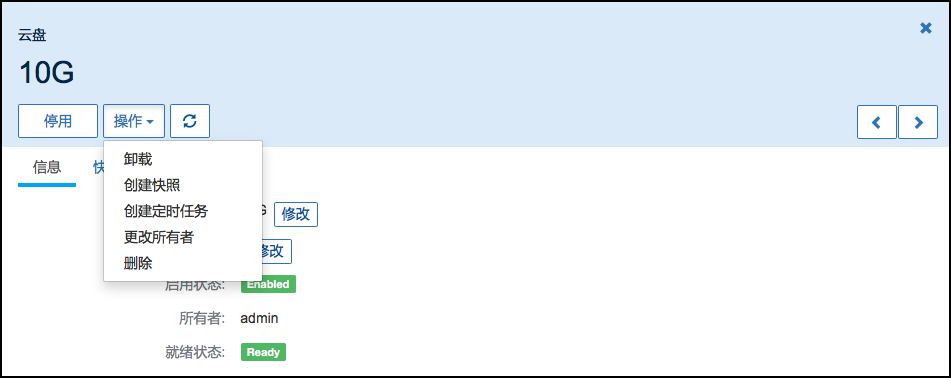 云盘
10G
停用
操作
卸载
创建快照
创建定时任务
更改所有者
删除
信息
快
G 修改
修改
启用状态: Enabled
所有者: admin
就绪状态: Ready